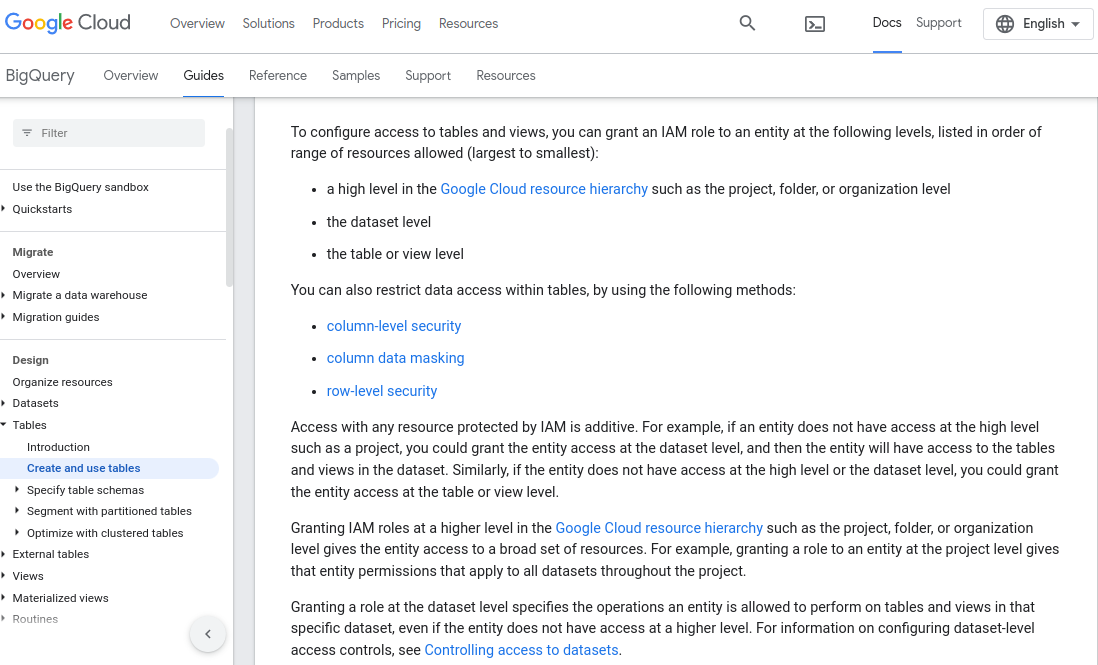 Google Cloud
Overview
Solutions
Products
Pricing
Resources
Docs
Support
English
BigQuery
Overview
Guides
Reference
Samples
Support
Resources
Filter
Use the BigQuery sandbox
Quickstarts
Migrate
Overview
Migrate a data warehouse
Migration guides
Design
Organize resources
Datasets
Tables
Introduction
Create and use tables
Specify table schemas
Segment with partitioned tables
Optimize with clustered tables
External tables
Views
Materialized views
Routines
To configure access to tables and views, you can grant an IAM role to an entity at the following levels, listed in order of
range of resources allowed (largest to smallest):
• a high level in the Google Cloud resource hierarchy such as the project, folder, or organization level
• the dataset level
• the table or view level
You can also restrict data access within tables, by using the following methods:
• column-level security
• column data masking
• row-level security
Access with any resource protected by IAM is additive. For example, if an entity does not have access at the high level
such as a project, you could grant the entity access at the dataset level, and then the entity will have access to the tables
and views in the dataset. Similarly, if the entity does not have access at the high level or the dataset level, you could grant
the entity access at the table or view level.
Granting IAM roles at a higher level in the Google Cloud resource hierarchy such as the project, folder, or organization
level gives the entity access to a broad set of resources. For example, granting a role to an entity at the project level gives
that entity permissions that apply to all datasets throughout the project.
Granting a role at the dataset level specifies the operations an entity is allowed to perform on tables and views in that
specific dataset, even if the entity does not have access at a higher level. For information on configuring dataset-level
access controls, see Controlling access to datasets.